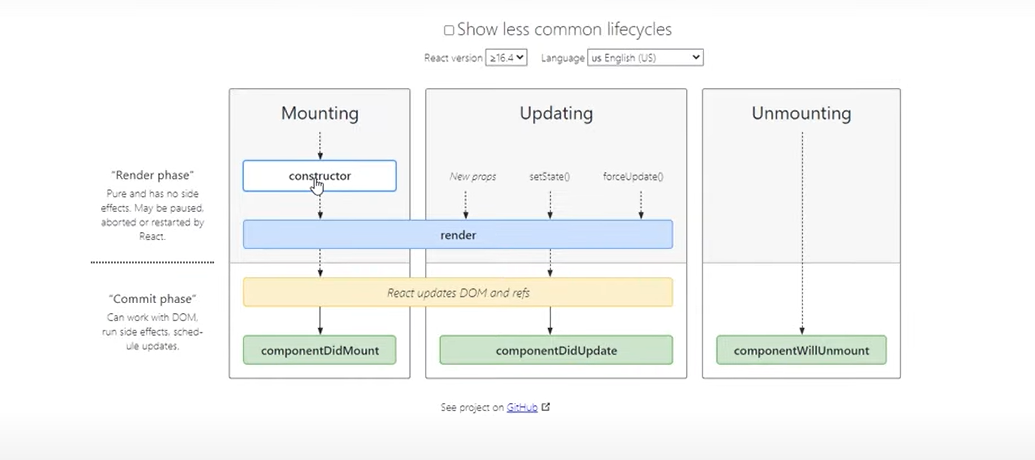 Show less common lifecycles
React version ≥16.4 Language us English (US)
Mounting
Updating
Unmounting
"Render phase"
Pure and has no side
effects. May be paused,
aborted or restarted by
React.
constructor
New props
setState()
forceUpdate()
render
"Commit phase"
Can work with DOM,
run side effects, sched-
ule updates.
React updates DOM and refs
componentDidMount
componentDidUpdate
componentWillUnmount
See project on GitHub